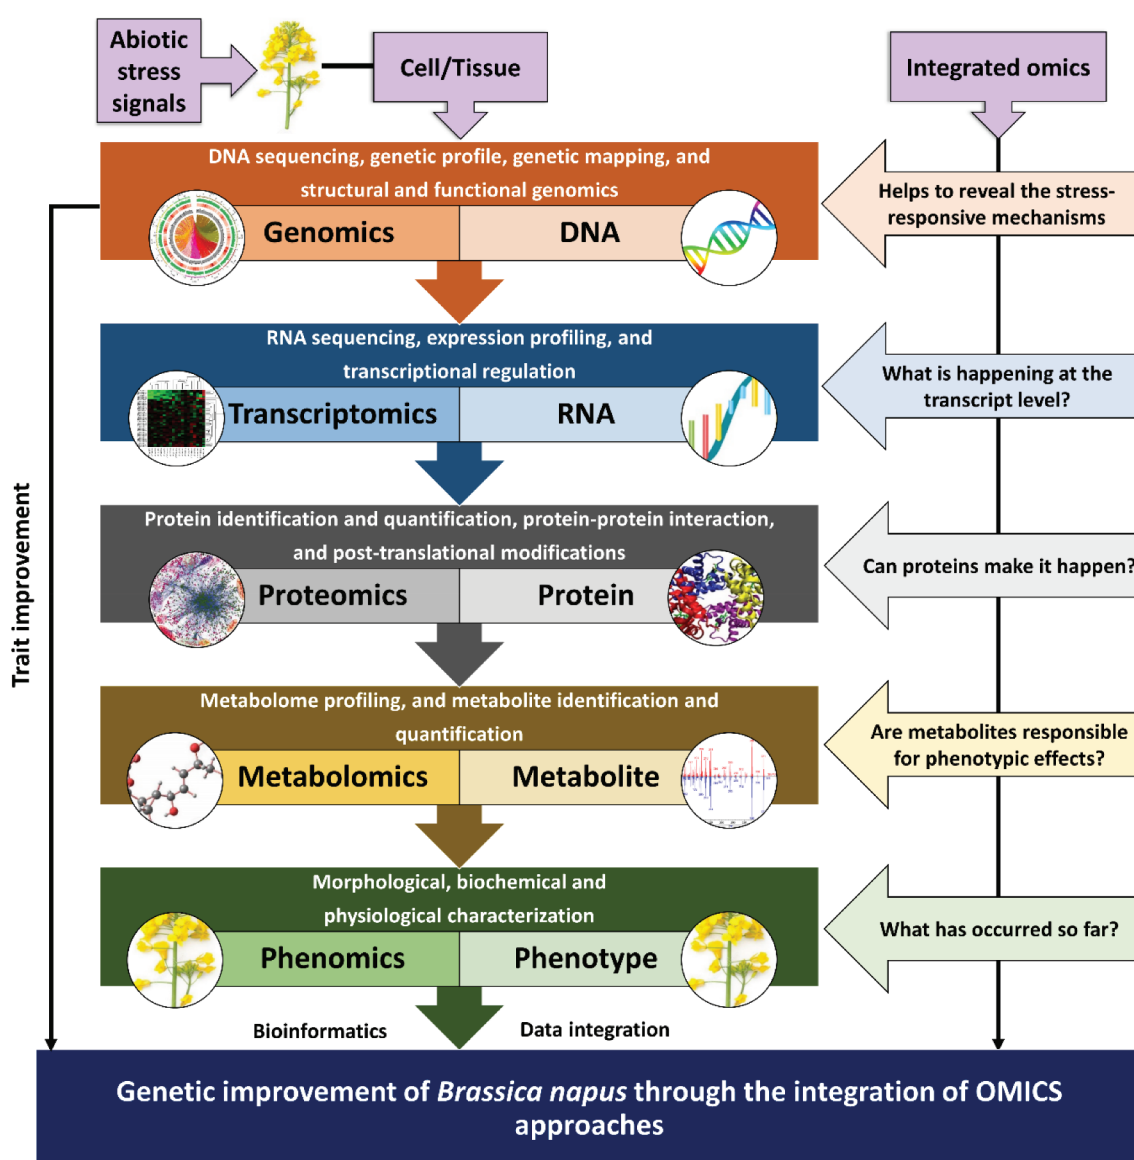 Abiotic
stress
signals
Cell/Tissue
Integrated omics
DNA sequencing, genetic profile, genetic mapping, and
structural and functional genomics
Genomics
DNA
Helps to reveal the stress-
responsive mechanisms
RNA sequencing, expression profiling, and
transcriptional regulation
Transcriptomics
RNA
What is happening at the
transcript level?
Trait improvement
Protein identification and quantification, protein-protein interaction,
and post-translational modifications
Proteomics
Protein
Can proteins make it happen?
Metabolome profiling, and metabolite identification and
quantification
Metabolomics
Metabolite
Are metabolites responsible
for phenotypic effects?
Morphological, biochemical and
physiological characterization
Phenomics
Phenotype
What has occurred so far?
Bioinformatics
Data integration
Genetic improvement of Brassica napus through the integration of OMICS
approaches